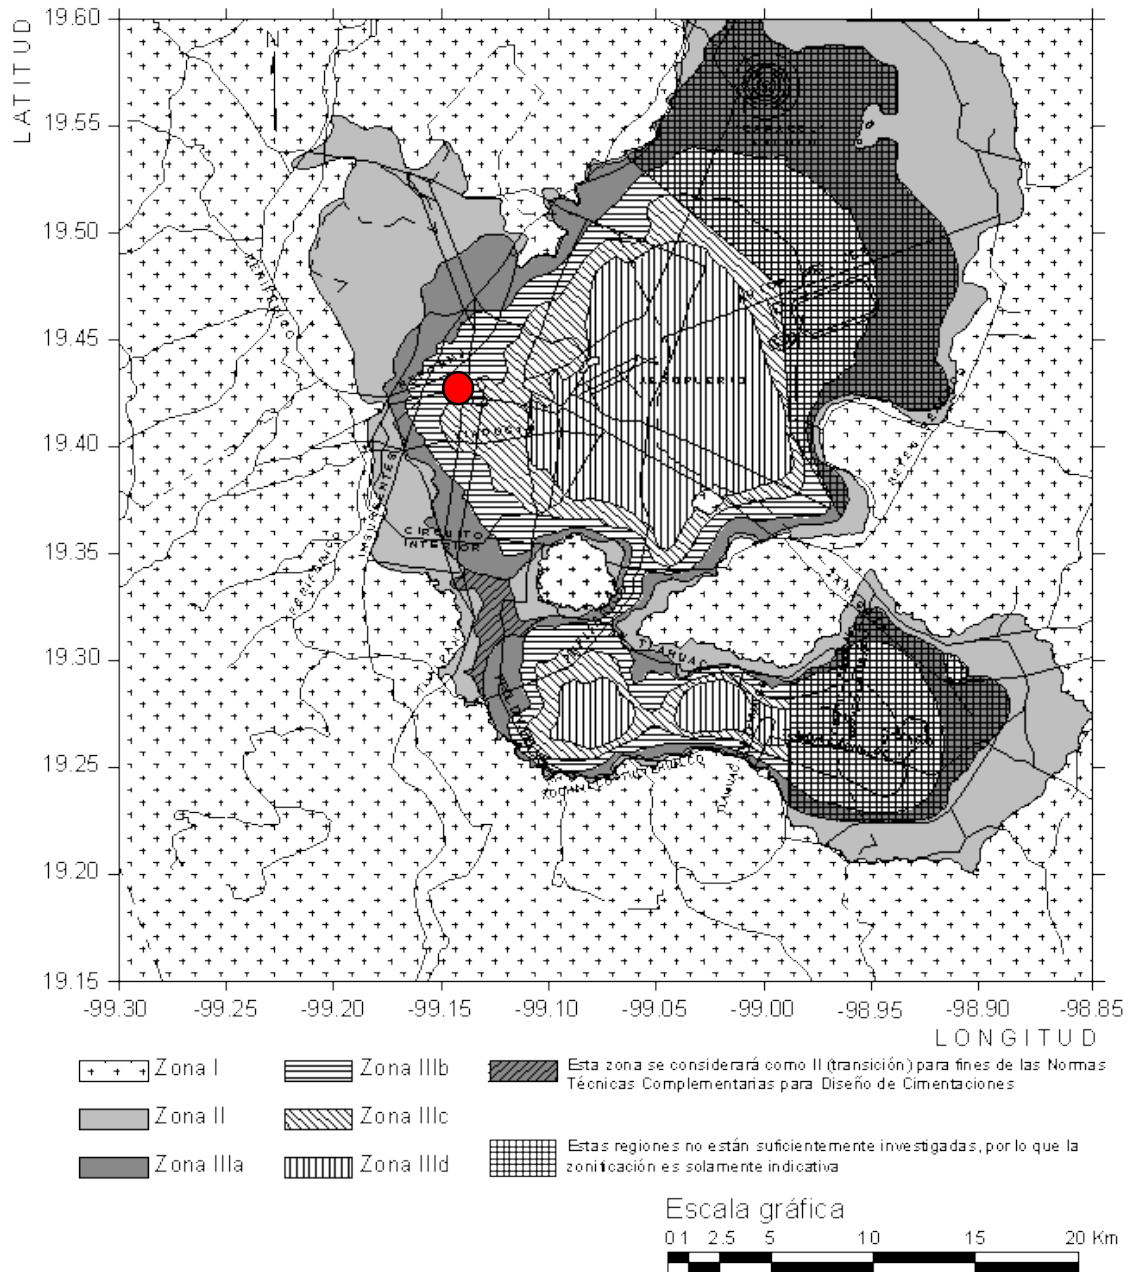 LATITUD
19.60
19.55
19.50
19.45
19.40
19.35
19.30
19.25
19.20
19.15
N
PERIFERICO
AEROPUERTO
INSURGENTES
CIRCUITO
INTERIOR
PERIFERICO
TLAHUAC
TLAHUAC
-99.30
-99.25
-99.20
-99.15
-99.10
-99.05
-99.00
-98.95
-98.90
-98.85
LONGITUD
Zona I
Zona II
Zona IIIa
Zona IIIb
Zona IIIc
Zona IIId
Esta zona se considerará como II (transición) para fines de las Normas
Técnicas Complementarias para Diseño de Cimentaciones
Estas regiones no están suficientemente investigadas, por lo que la
zonificación es solamente indicativa
Escala gráfica
0 1 2.5 5 10 15 20 Km